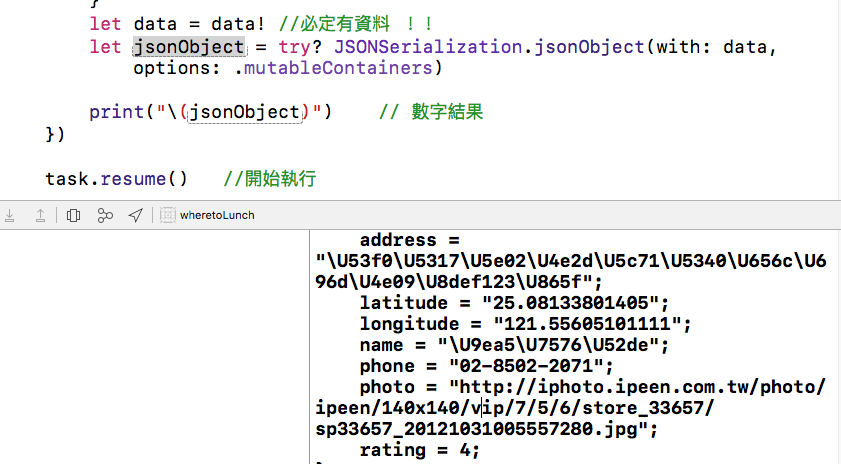 }
let data = data! //必定有資料 ！！
let jsonObject = try? JSONSerialization.jsonObject(with: data,
options: .mutableContainers)
print("\(jsonObject)") // 數字結果
})
task.resume() //開始執行
wheretoLunch
address =
"\U53f0\U5317\U5e02\U4e2d\U5c71\U5340\U656c\U6
96d\U4e09\U8def123\U865f";
latitude = "25.08133801405";
longitude = "121.55605101111";
name = "\U9ea5\U7576\U52de";
phone = "02-8502-2071";
photo = "http://iphoto.ipeen.com.tw/photo/
ipeen/140x140/vip/7/5/6/store_33657/
sp33657_20121031005557280.jpg";
rating = 4;